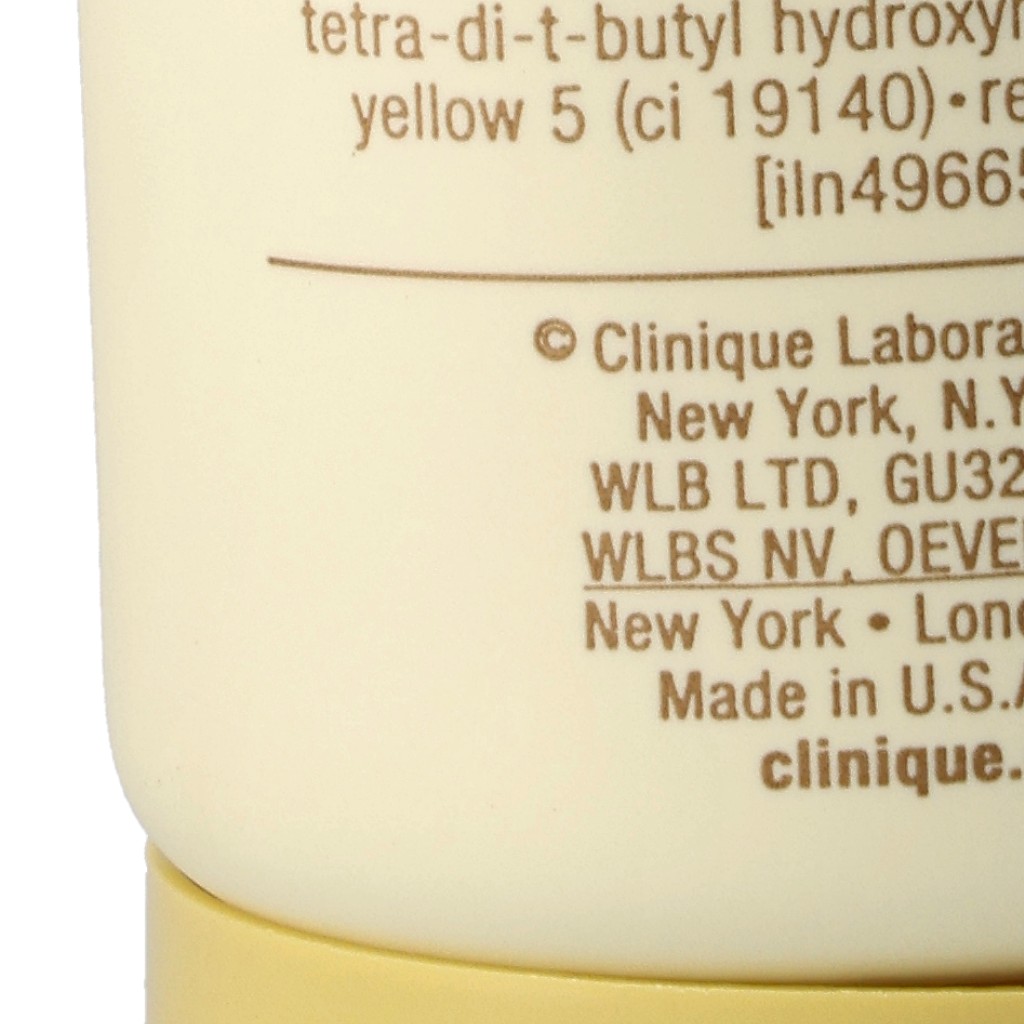 tetra-di-t-butyl hydroxy
yellow 5 (ci 19140) • re
[iln49665
© Clinique Labora
New York, N.Y
WLB LTD, GU32
WLBS NV, OEVE
New York • Lon
Made in U.S.A
clinique.